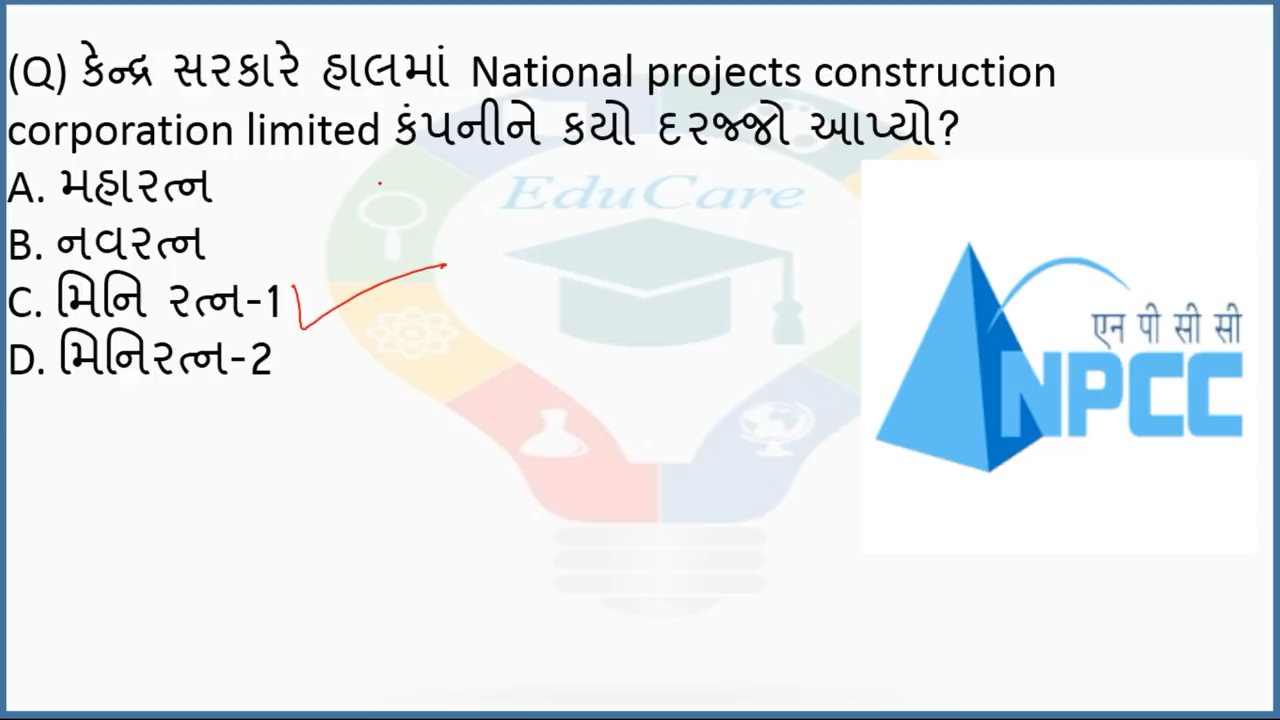 (Q) કેન્દ્ર સરકારે હાલમાં National projects construction
corporation limited કંપનીને કયો દરજ્જો આપ્યો?
A. મહારત્ન
B. નવરત્ન
C. મિનિ રત્ન-1
D. મિનિરત્ન-2
EduCare
एन पी सी सी
NPCC